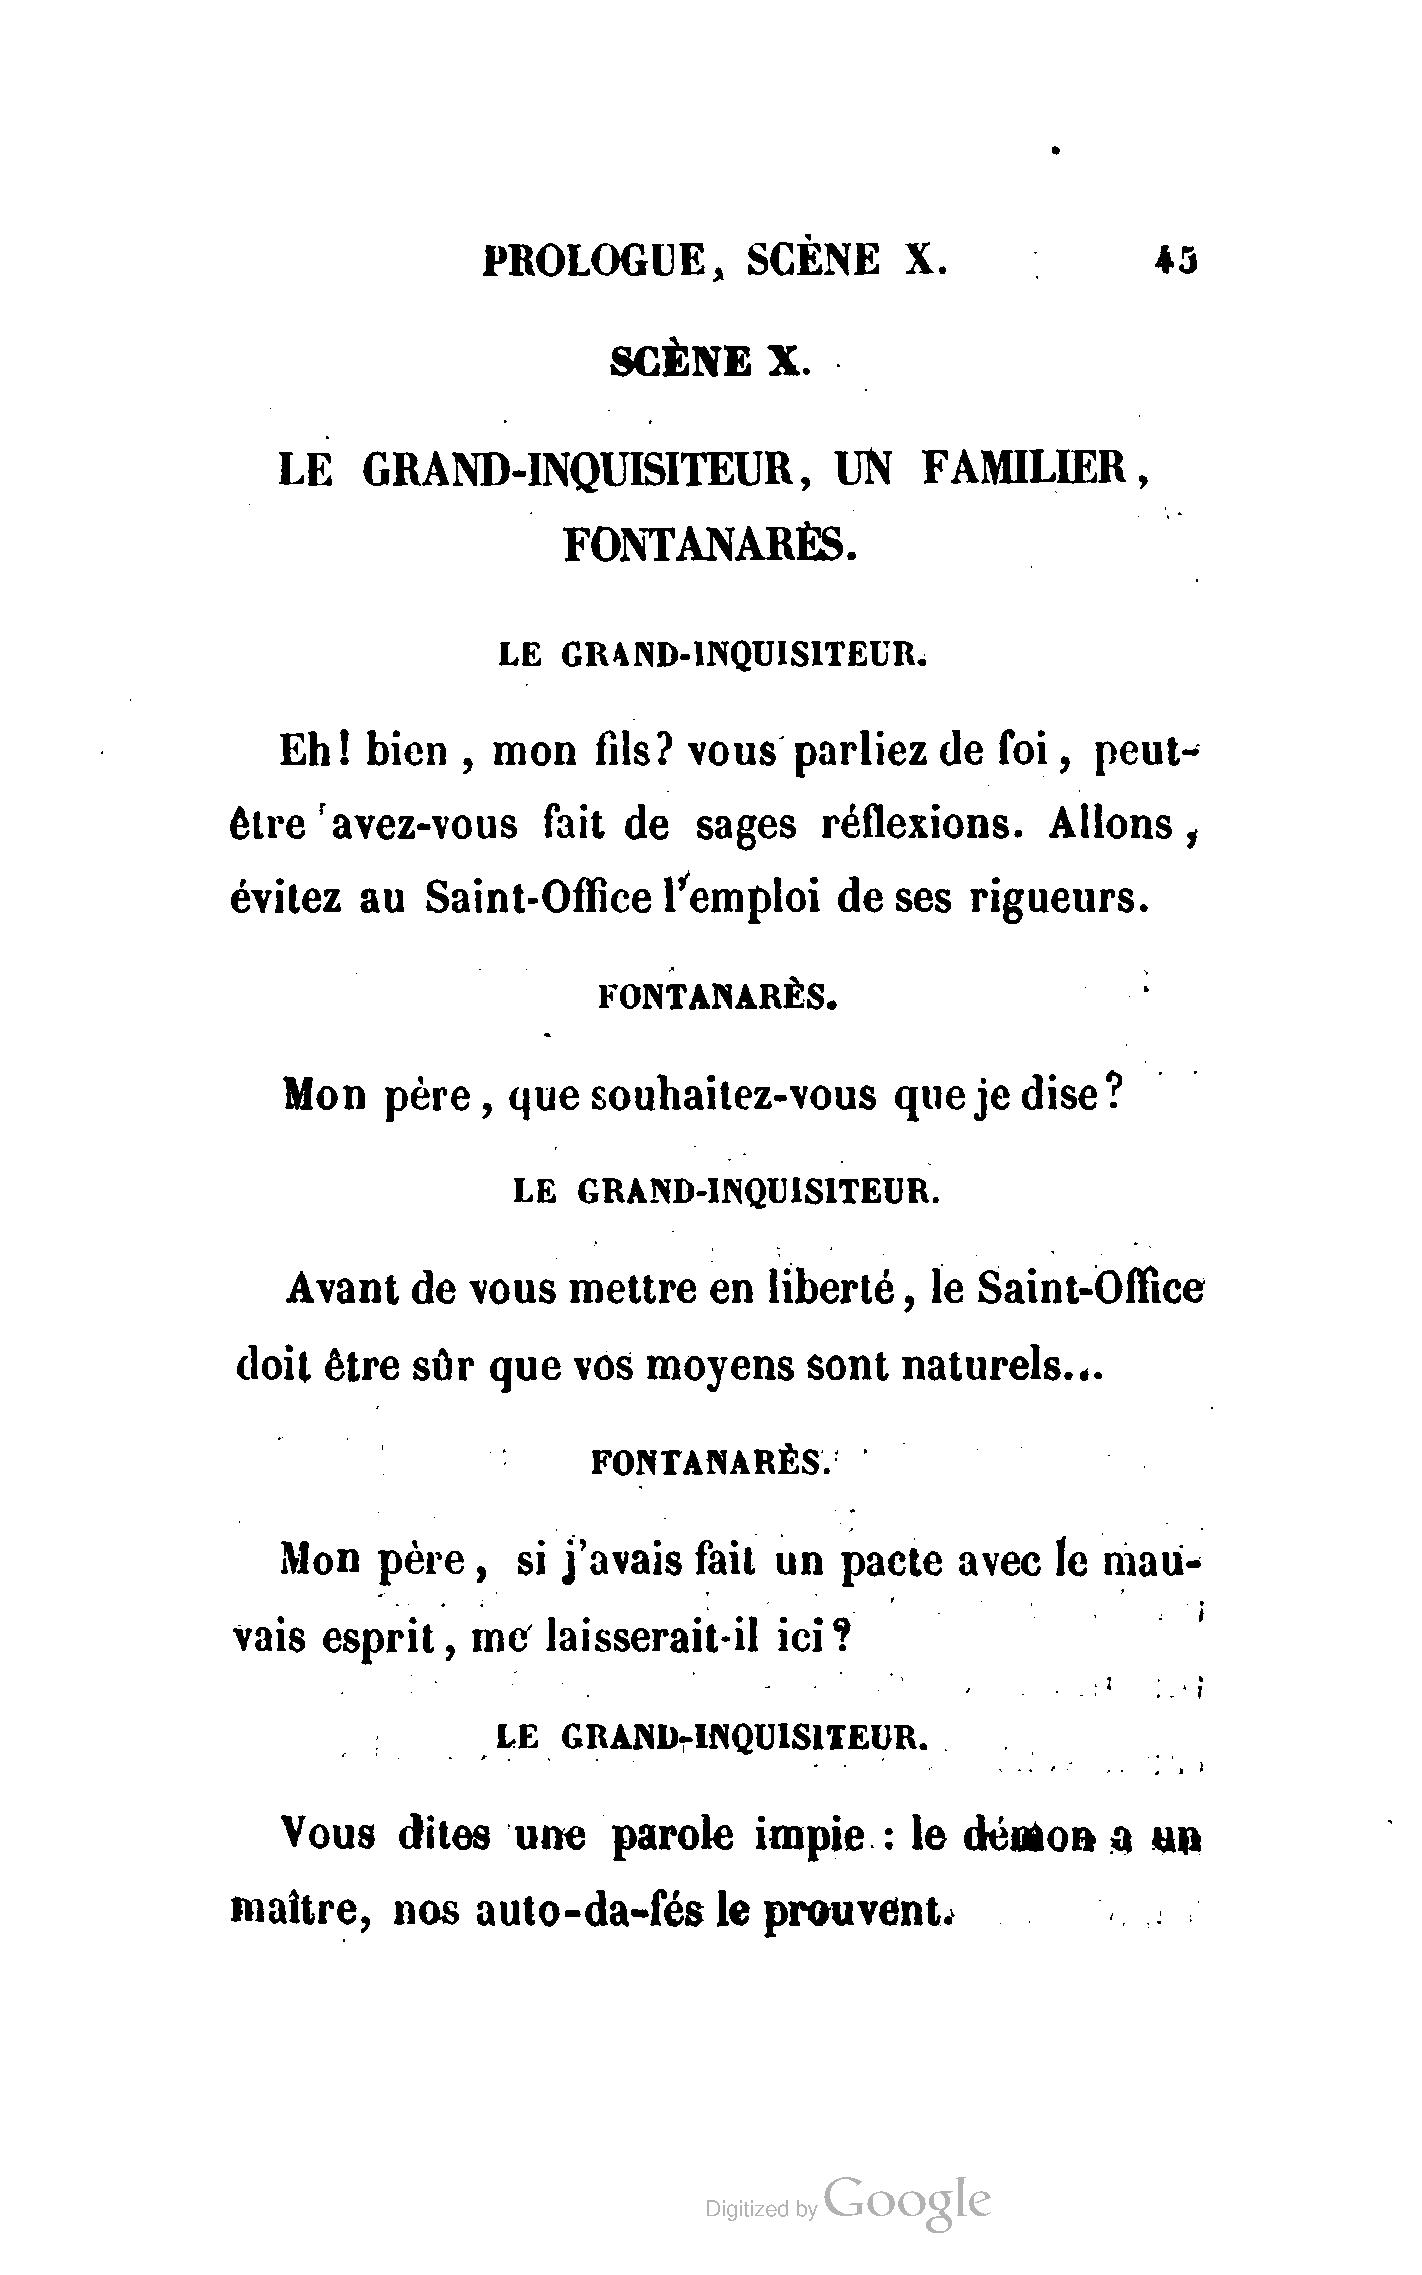 PROLOGUE, SCÈNE X. 45
SCÈNE X.
LE GRAND-INQUISITEUR, UN FAMILIER,
FONTANARÈS.
LE GRAND-INQUISITEUR.
Eh! bien, mon fils? vous parliez de foi, peut-
être avez-vous fait de sages réflexions. Allons,
évitez au Saint-Office l'emploi de ses rigueurs.
FONTANARÈS.
Mon père, que souhaitez-vous que je dise?
LE GRAND-INQUISITEUR.
Avant de vous mettre en liberté, le Saint-Office
doit être sûr que vos moyens sont naturels...
FONTANARÈS.
Mon père, si j'avais fait un pacte avec le mau-
vais esprit, me laisserait-il ici?
LE GRAND-INQUISITEUR.
Vous dites une parole impie : le démon a un
maître, nos auto-da-fés le prouvent.
Digitized by Google